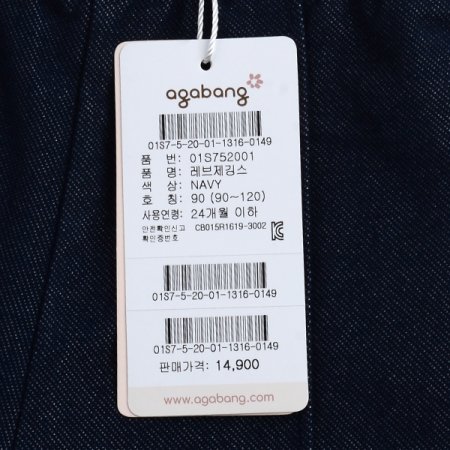 agabang
01S7-5-20-01-1316-0149
품 번: 01S752001
품 명: 레브제깅스
색 상: NAVY
호 칭: 90 (90~120)
사용연령: 24개월 이하
안전확인신고 CB015R1619-3002
확인증번호
01S7-5-20-01-1316-0149
01S7-5-20-01-1316-0149
판매가격: 14,900
www.agabang.com